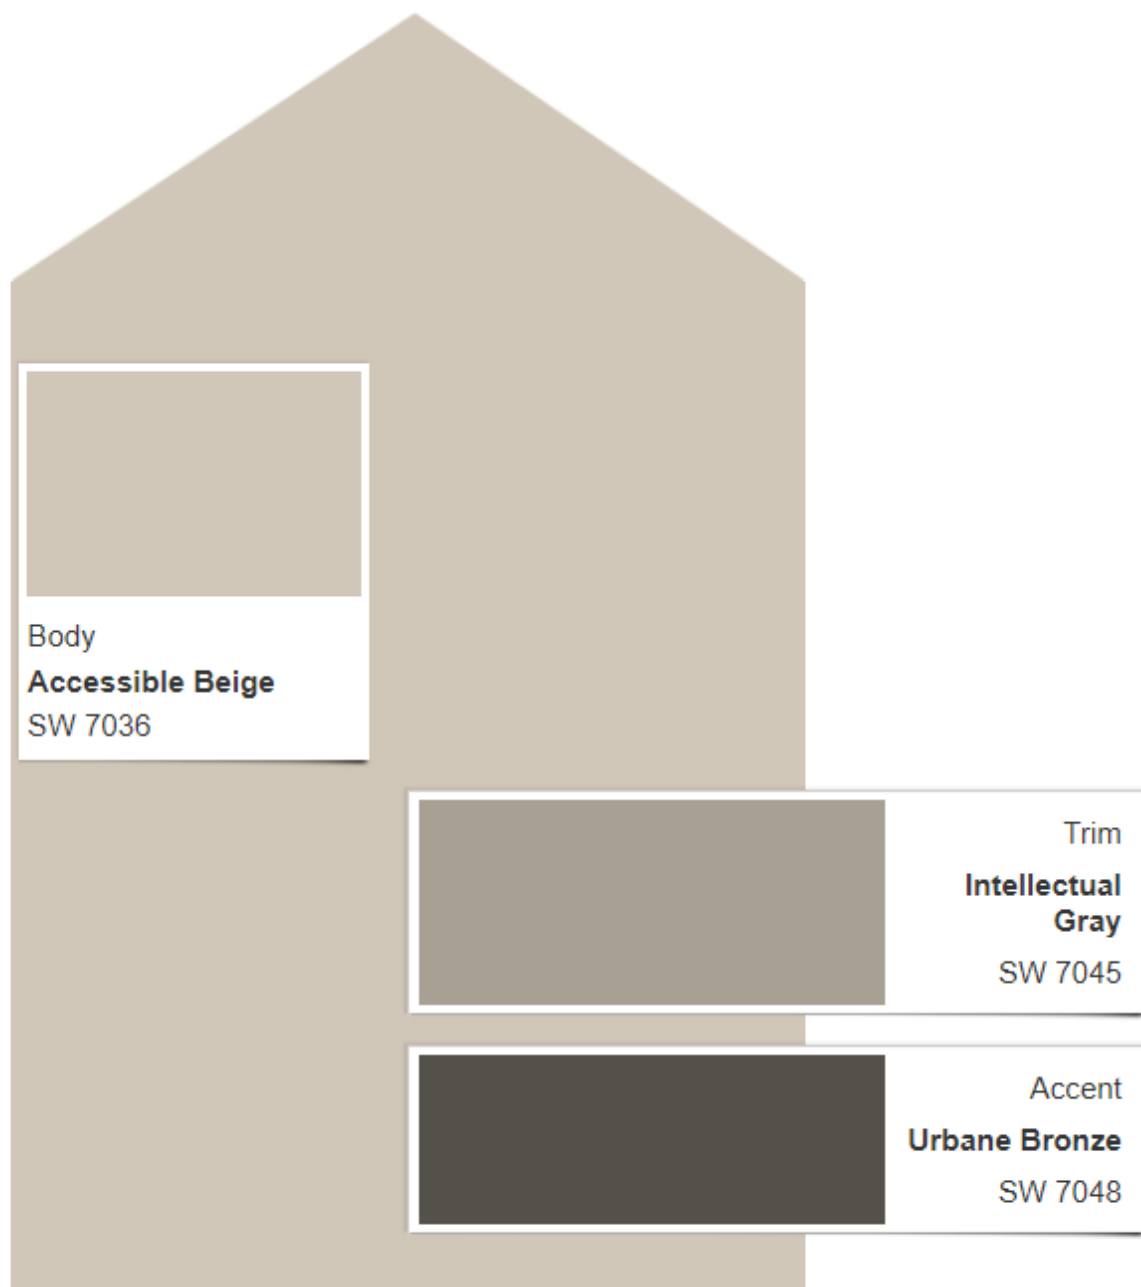 Body
Accessible Beige
SW 7036
Trim
Intellectual
Gray
SW 7045
Accent
Urbane Bronze
SW 7048